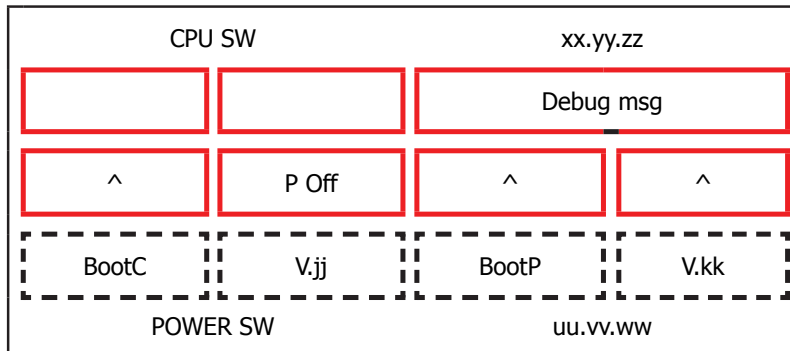 CPU SW xx.yy.zz
Debug msg
^ P Off ^ ^
BootC V.jj BootP V.kk
POWER SW uu.vv.ww